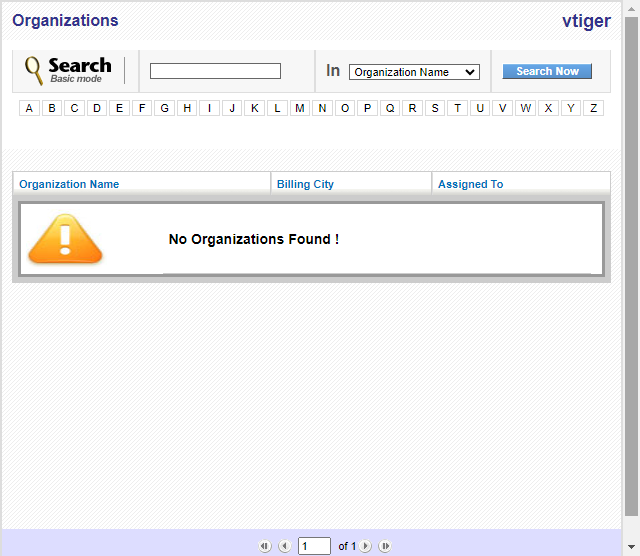 Organizations vtiger
Search
Basic mode
In Organization Name Search Now
A B C D E F G H I J K L M N O P Q R S T U V W X Y Z
Organization Name Billing City Assigned To
No Organizations Found !
1 of 1